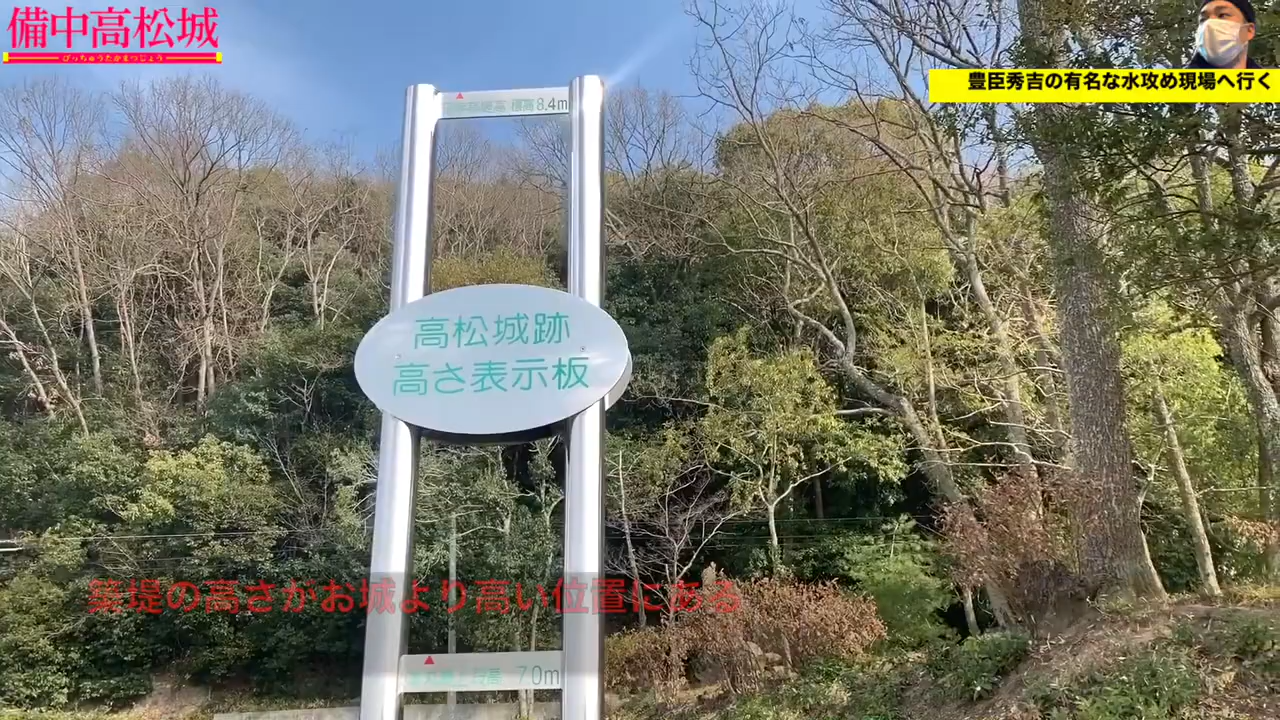 備中高松城
びっちゅうたかまつじょう
豊臣秀吉の有名な水攻め現場へ行く
標高8.4m
高松城跡
高さ表示板
築堤の高さがお城より高い位置にある
7.0m